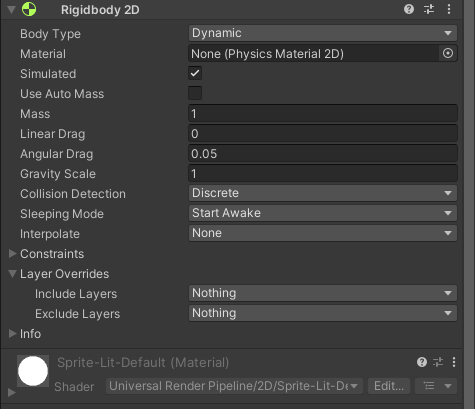 Rigidbody 2D
Body Type Dynamic
Material None (Physics Material 2D)
Simulated
Use Auto Mass
Mass 1
Linear Drag 0
Angular Drag 0.05
Gravity Scale 1
Collision Detection Discrete
Sleeping Mode Start Awake
Interpolate None
Constraints
Layer Overrides
Include Layers Nothing
Exclude Layers Nothing
Info
Sprite-Lit-Default (Material)
Shader Universal Render Pipeline/2D/Sprite-Lit-De Edit...